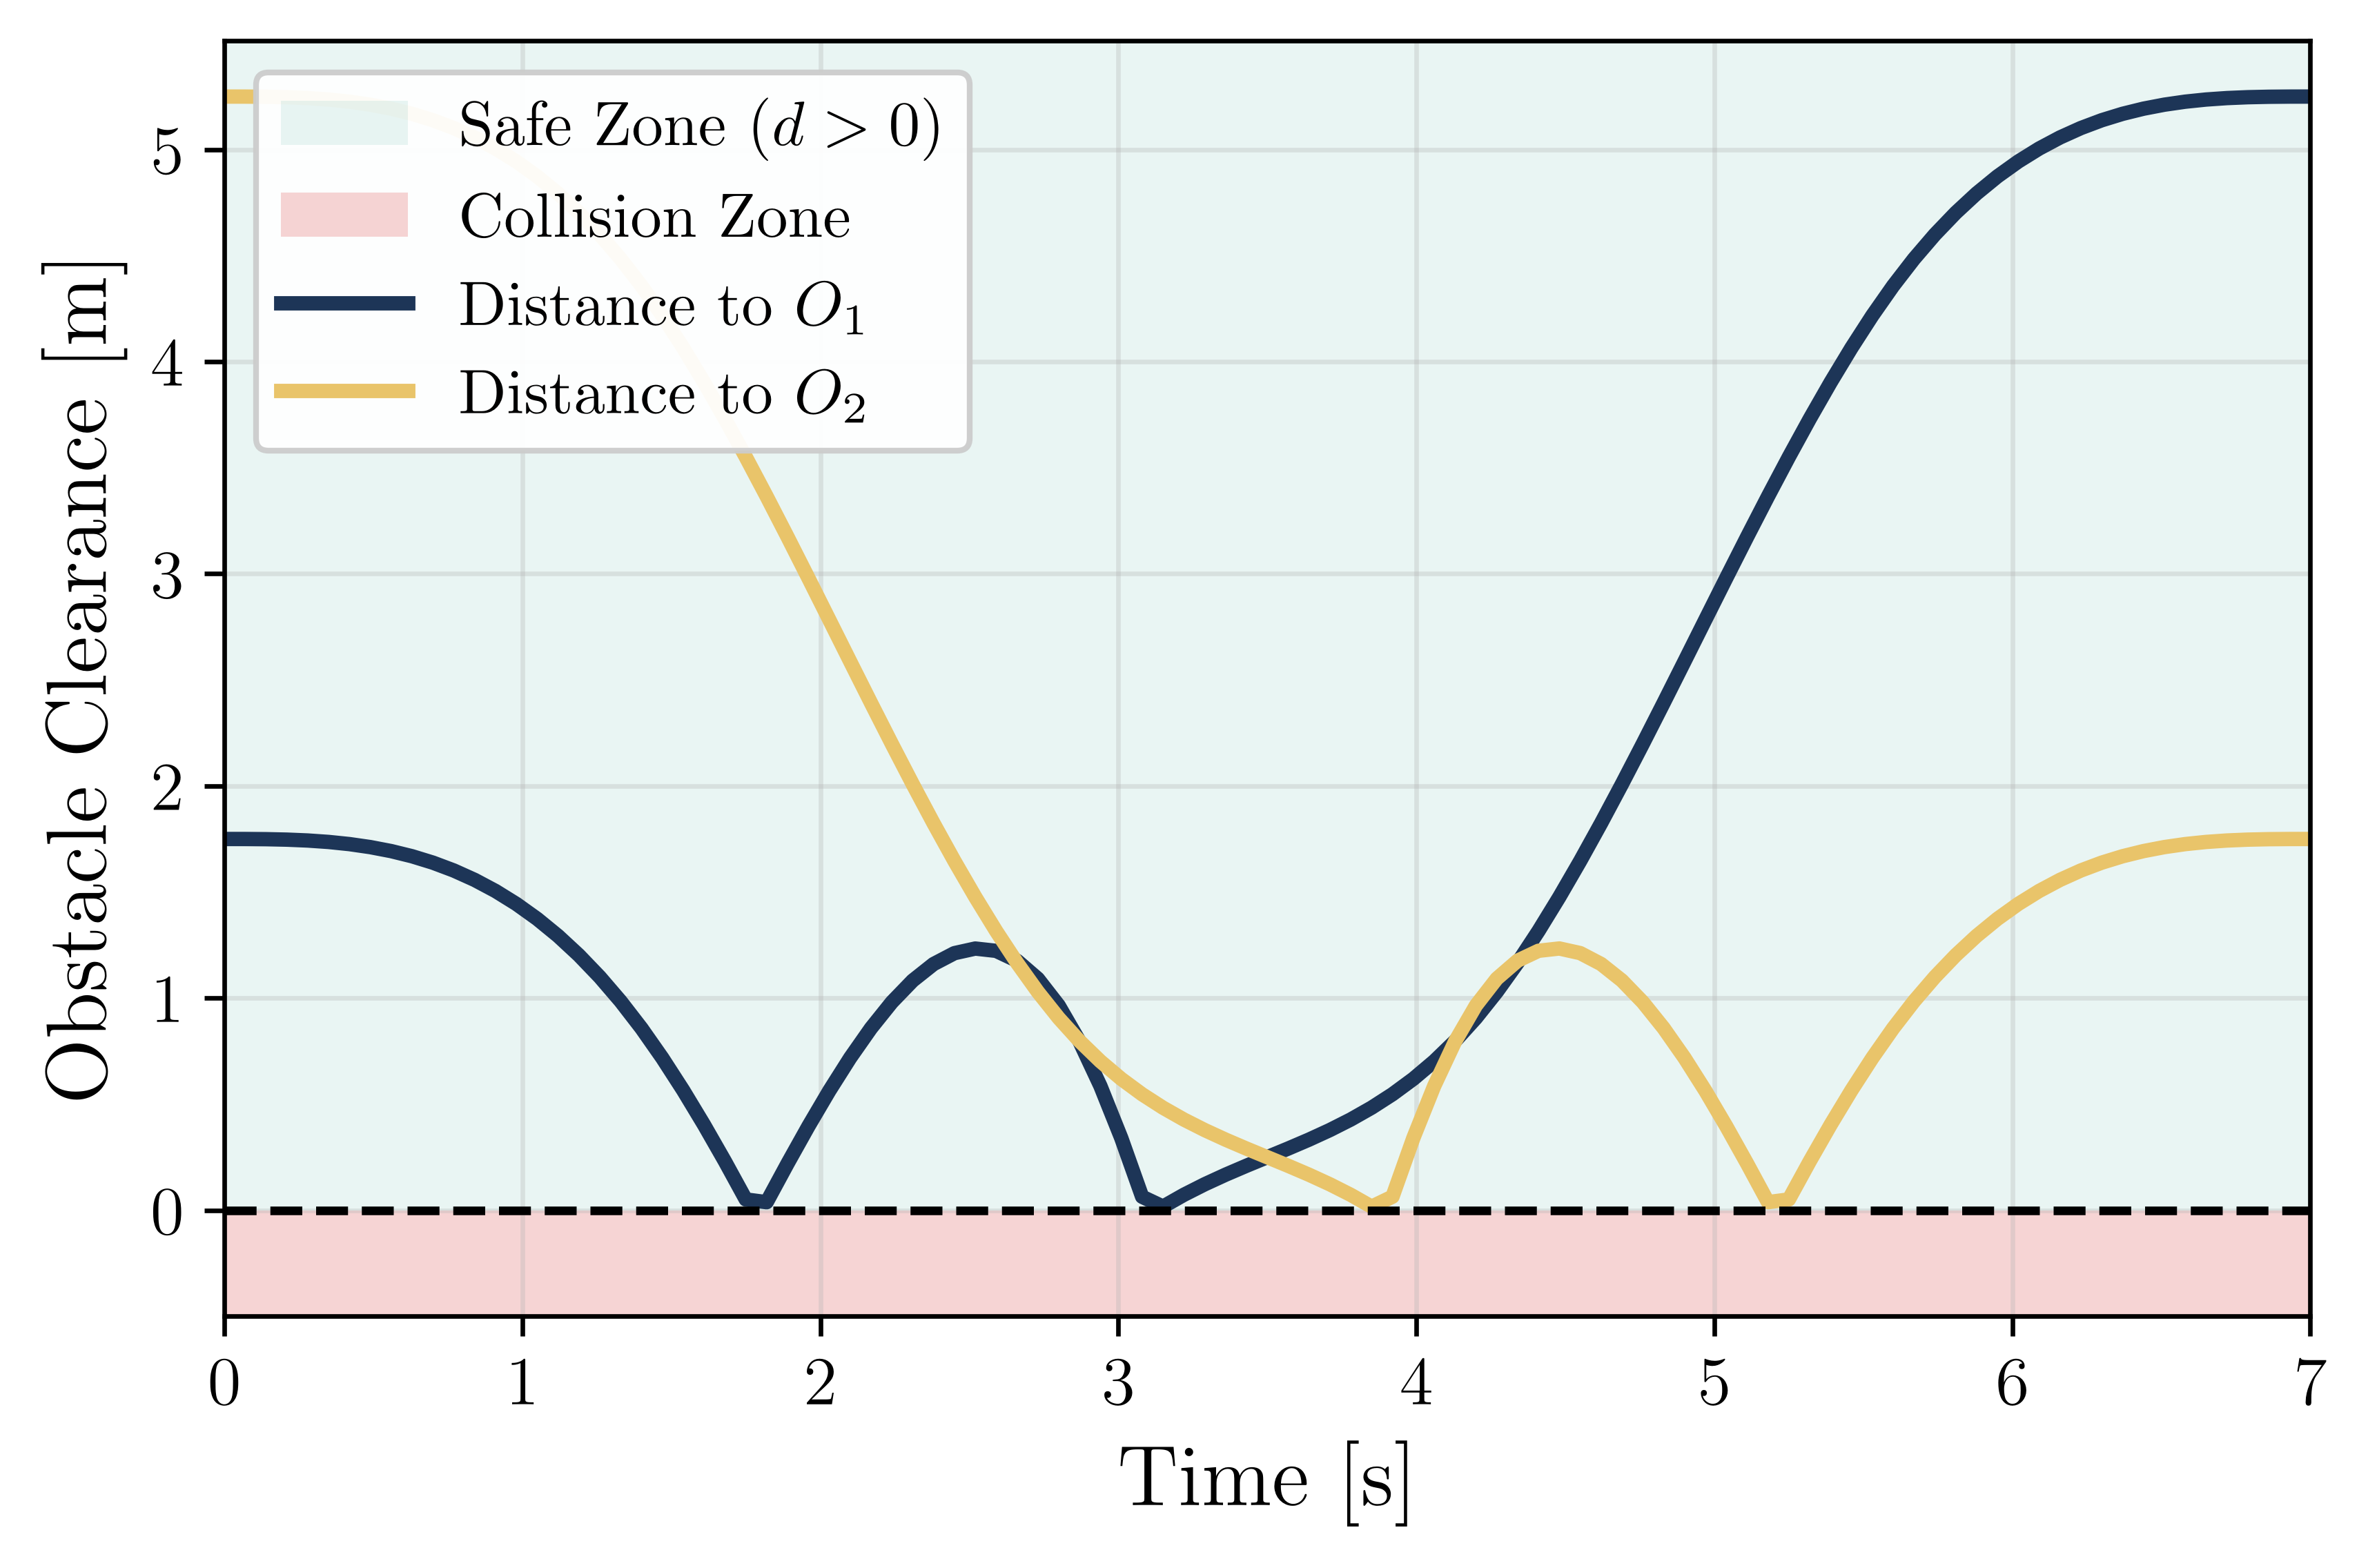 Obstacle Clearance [m]
5
4
3
2
1
0
Safe Zone (d > 0)
Collision Zone
Distance to O₁
Distance to O₂
0 1 2 3 4 5 6 7
Time [s]